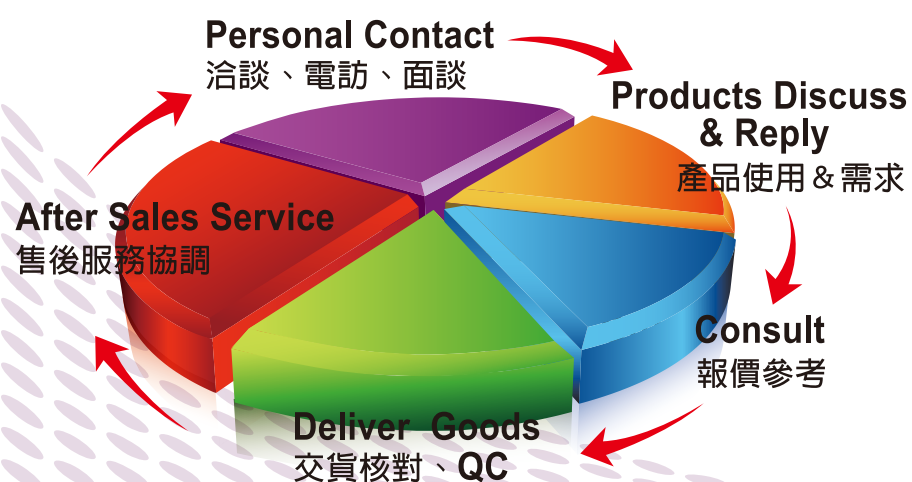 Personal Contact
洽談、電訪、面談
Products Discuss
& Reply
產品使用＆需求
After Sales Service
售後服務協調
Consult
報價參考
Deliver Goods
交貨核對、QC